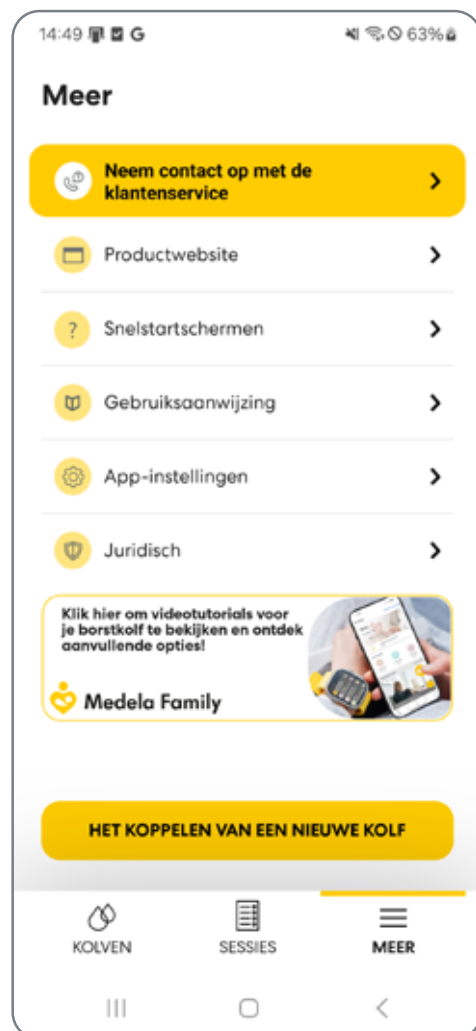 14:49 G 63%
Meer
Neem contact op met de
klantenservice
Productwebsite
? Snelstartschermen
Gebruiksaanwijzing
App-instellingen
Juridisch
Klik hier om videotutorials voor
je borstkolf te bekijken en ontdek
aanvullende opties!
Medela Family
HET KOPPELEN VAN EEN NIEUWE KOLF
KOLVEN SESSIES MEER